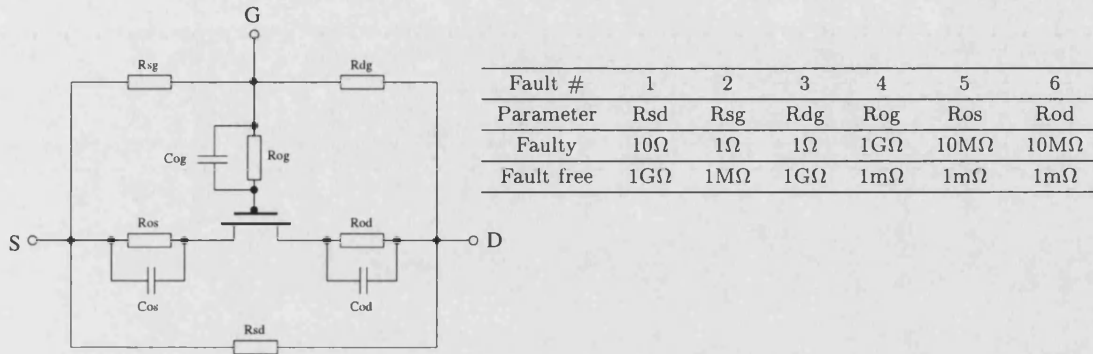 G
Rsg
Rdg
Cog
Rog
Ros
Rod
S
D
Cos
Cod
Rsd
Fault # 1 2 3 4 5 6
Parameter Rsd Rsg Rdg Rog Ros Rod
Faulty 10Ω 1Ω 1Ω 1GΩ 10MΩ 10MΩ
Fault free 1GΩ 1MΩ 1GΩ 1mΩ 1mΩ 1mΩ